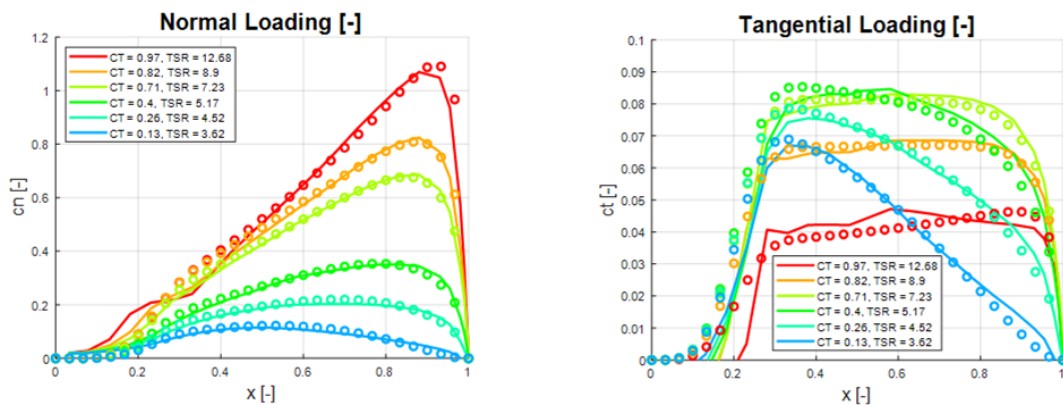 Normal Loading [-]
1.2
1
0.8
0.6
0.4
0.2
0
cn [-]
CT = 0.97, TSR = 12.68
CT = 0.82, TSR = 8.9
CT = 0.71, TSR = 7.23
CT = 0.4, TSR = 5.17
CT = 0.26, TSR = 4.52
CT = 0.13, TSR = 3.62
0 0.2 0.4 0.6 0.8 1
x [-]
Tangential Loading [-]
0.1
0.09
0.08
0.07
0.06
0.05
0.04
0.03
0.02
0.01
0
ct [-]
CT = 0.97, TSR = 12.68
CT = 0.82, TSR = 8.9
CT = 0.71, TSR = 7.23
CT = 0.4, TSR = 5.17
CT = 0.26, TSR = 4.52
CT = 0.13, TSR = 3.62
0 0.2 0.4 0.6 0.8 1
x [-]